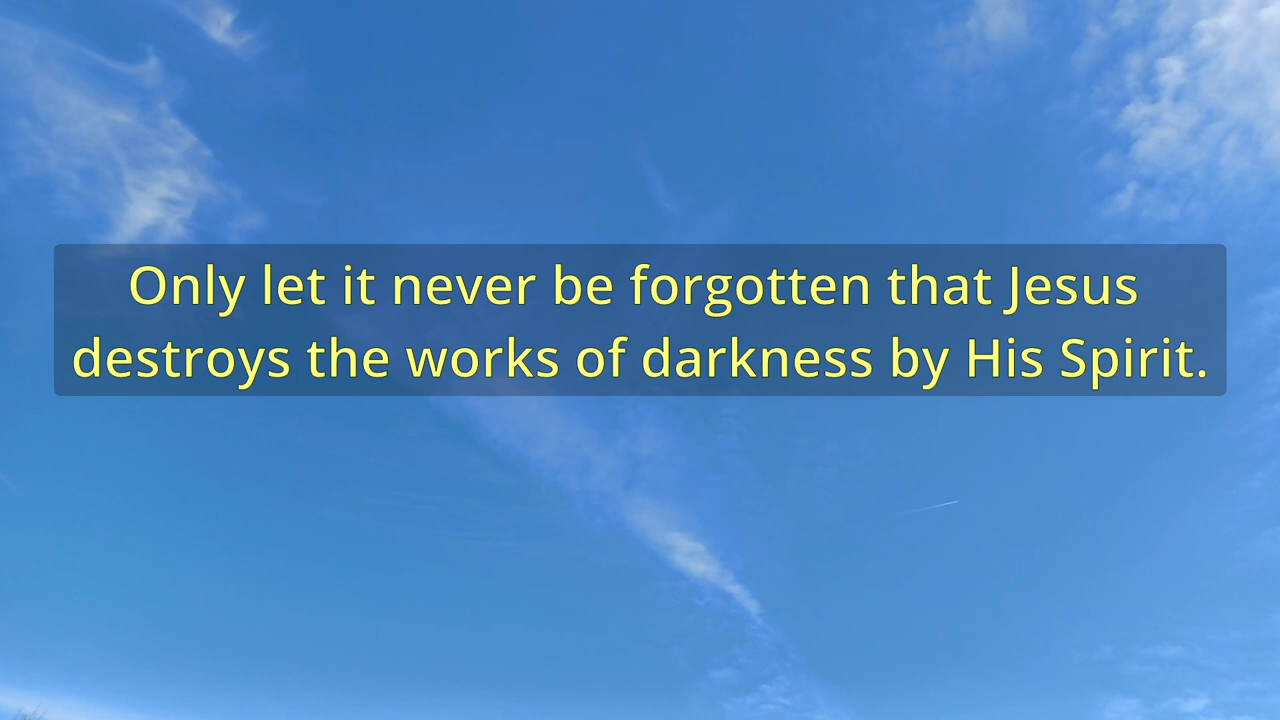 Only let it never be forgotten that Jesus
destroys the works of darkness by His Spirit.